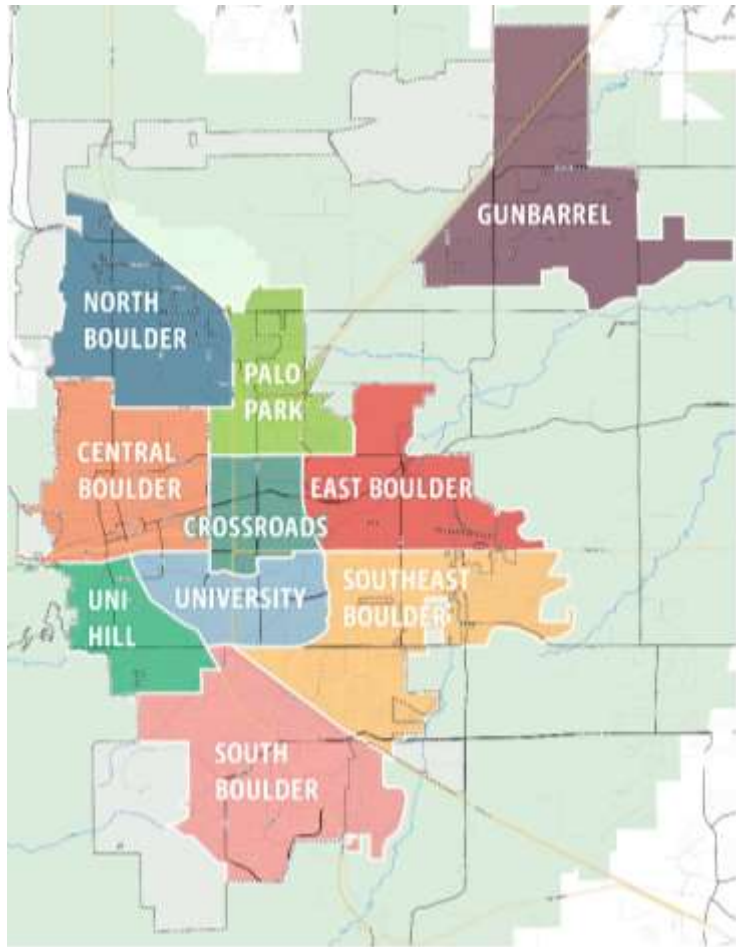 GUNBARREL
NORTH
BOULDER
PALO
PARK
CENTRAL
BOULDER
EAST BOULDER
CROSSROADS
SOUTHEAST
BOULDER
UNIVERSITY
UNI
HILL
SOUTH
BOULDER